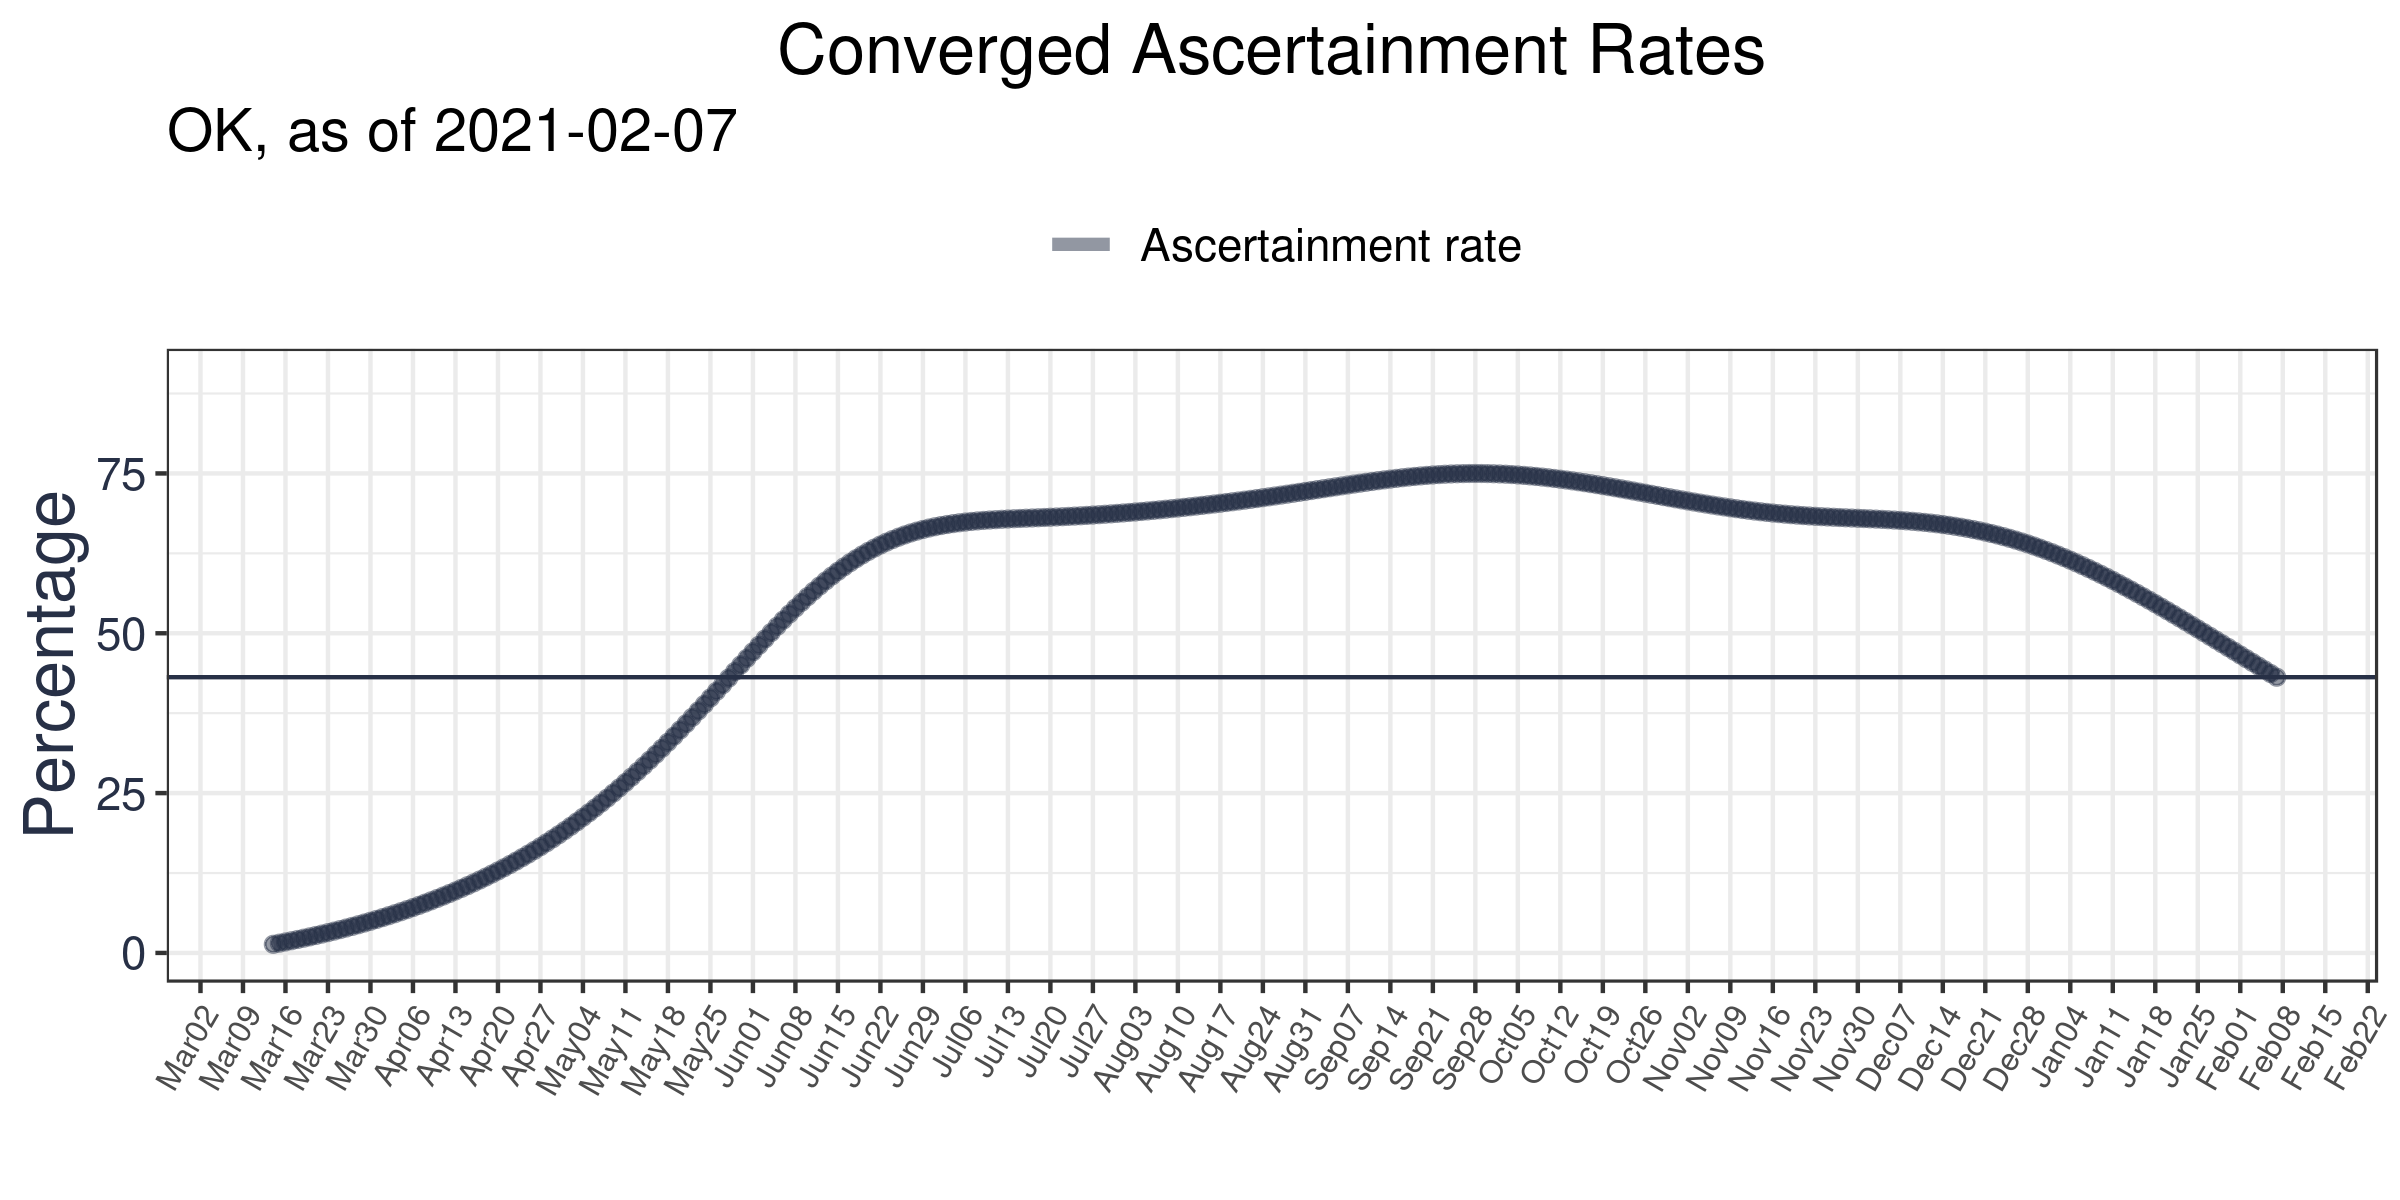 Converged Ascertainment Rates
OK, as of 2021-02-07
Ascertainment rate
Percentage
75
50
25
0
Mar02 Mar09 Mar16 Mar23 Mar30 Apr06 Apr13 Apr20 Apr27 May04 May11 May18 May25 Jun01 Jun08 Jun15 Jun22 Jun29 Jul06 Jul13 Jul20 Jul27 Aug03 Aug10 Aug17 Aug24 Aug31 Sep07 Sep14 Sep21 Sep28 Oct05 Oct12 Oct19 Oct26 Nov02 Nov09 Nov16 Nov23 Nov30 Dec07 Dec14 Dec21 Dec28 Jan04 Jan11 Jan18 Jan25 Feb01 Feb08 Feb15 Feb22